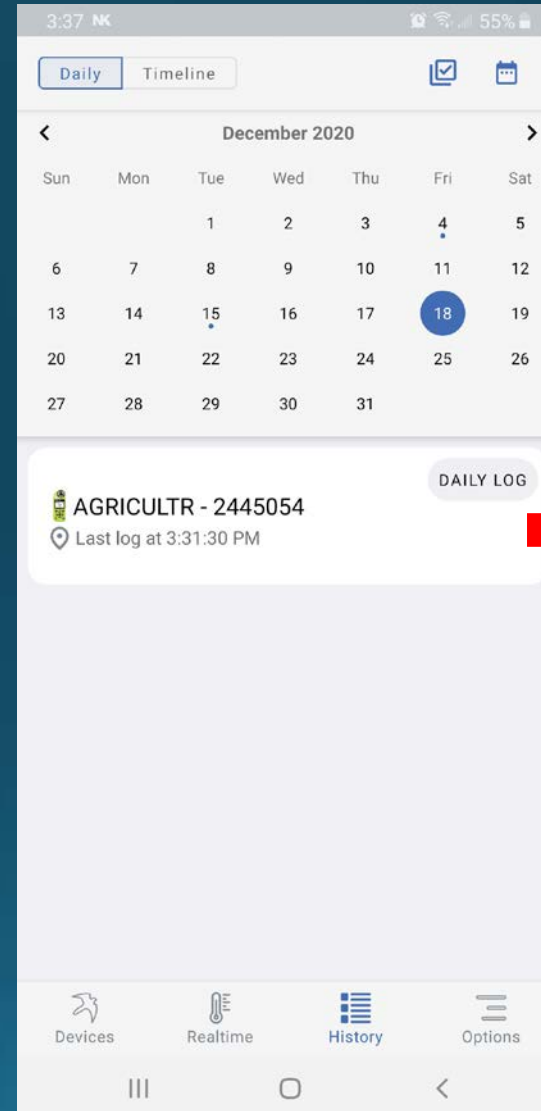 3:37 NK 55%
Daily Timeline
December 2020
Sun Mon Tue Wed Thu Fri Sat
1 2 3 4 5
6 7 8 9 10 11 12
13 14 15 16 17 18 19
20 21 22 23 24 25 26
27 28 29 30 31
DAILY LOG
AGRICULTR - 2445054
Last log at 3:31:30 PM
Devices Realtime History Options